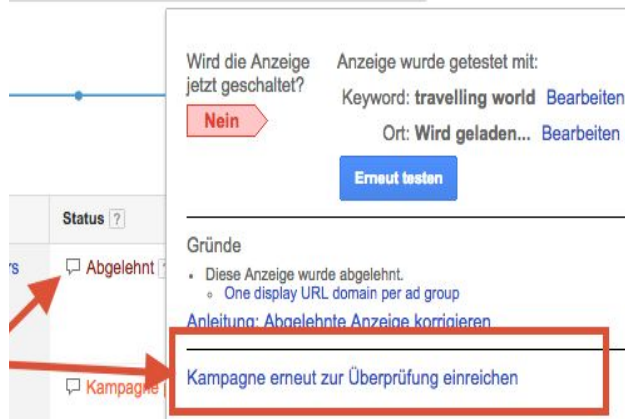 Wird die Anzeige
jetzt geschaltet?
Nein
Anzeige wurde getestet mit:
Keyword: travelling world Bearbeiten
Ort: Wird geladen... Bearbeiten
Erneut testen
Status ?
Abgelehnt
Gründe
Diese Anzeige wurde abgelehnt.
One display URL domain per ad group
Anleitung: Abgelehnte Anzeige korrigieren
Kampagne erneut zur Überprüfung einreichen
Kampagne